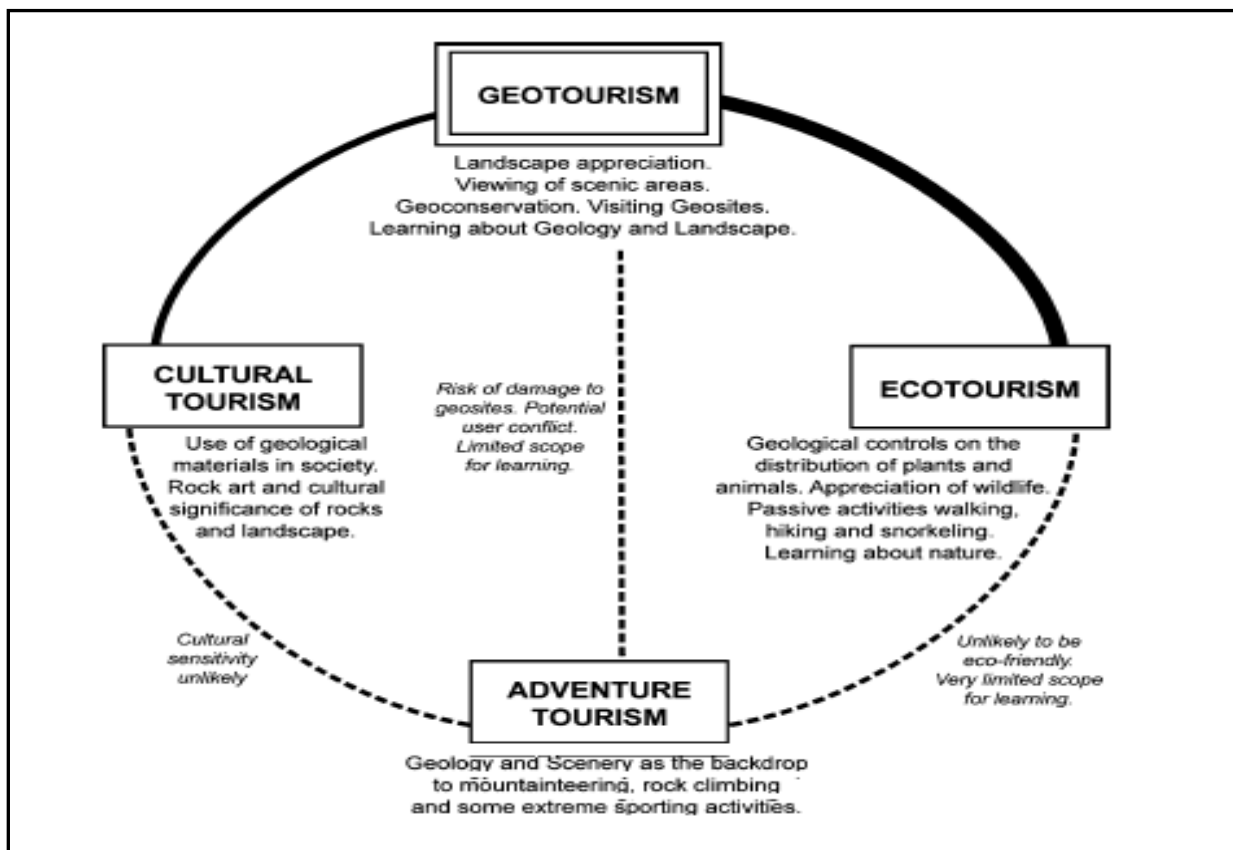 GEOTOURISM
Landscape appreciation.
Viewing of scenic areas.
Geoconservation. Visiting Geosites.
Learning about Geology and Landscape.
CULTURAL
TOURISM
Use of geological
materials in society.
Rock art and cultural
significance of rocks
and landscape.
Risk of damage to
geosites. Potential
user conflict.
Limited scope
for learning.
ECOTOURISM
Geological controls on the
distribution of plants and
animals. Appreciation of wildlife.
Passive activities walking,
hiking and snorkeling.
Learning about nature.
Cultural
sensitivity
unlikely
Unlikely to be
eco-friendly.
Very limited scope
for learning.
ADVENTURE
TOURISM
Geology and Scenery as the backdrop
to mountainteering, rock climbing
and some extreme sporting activities.